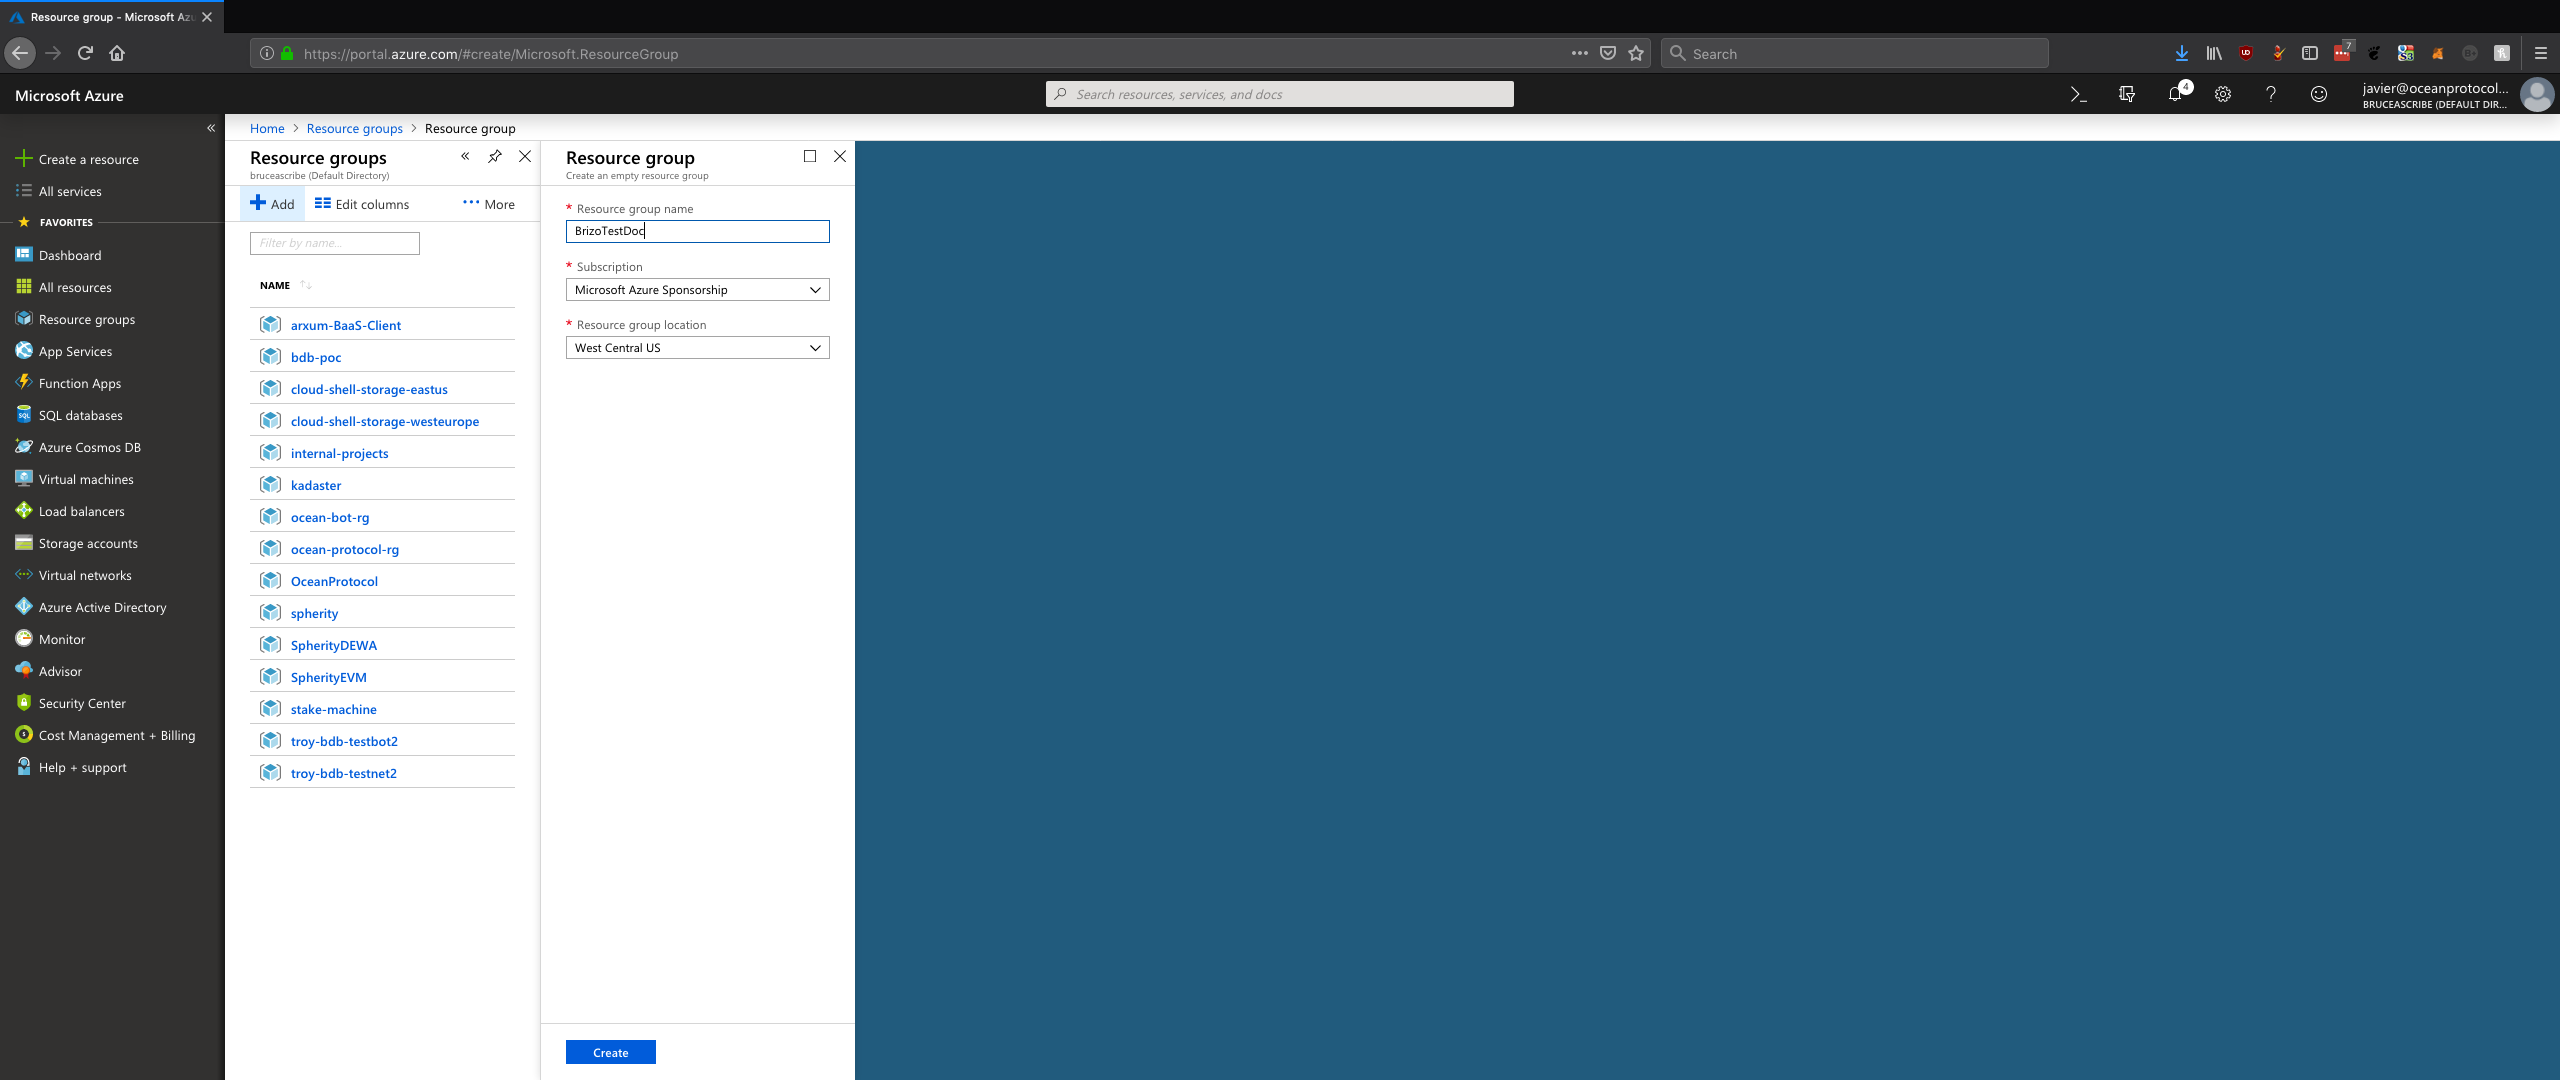 Resource group - Microsoft Azu
https://portal.azure.com/#create/Microsoft.ResourceGroup
Search
7
Microsoft Azure
Search resources, services, and docs
4
javier@oceanprotocol...
BRUCEASCRIBE (DEFAULT DIR...
Home > Resource groups > Resource group
Create a resource
All services
FAVORITES
Dashboard
All resources
Resource groups
App Services
Function Apps
SQL databases
Azure Cosmos DB
Virtual machines
Load balancers
Storage accounts
Virtual networks
Azure Active Directory
Monitor
Advisor
Security Center
Cost Management + Billing
Help + support
Resource groups
bruceascribe (Default Directory)
Add
Edit columns
More
Filter by name...
NAME
arxum-BaaS-Client
bdb-poc
cloud-shell-storage-eastus
cloud-shell-storage-westeurope
internal-projects
kadaster
ocean-bot-rg
ocean-protocol-rg
OceanProtocol
spherity
SpherityDEWA
SpherityEVM
stake-machine
troy-bdb-testbot2
troy-bdb-testnet2
Resource group
Create an empty resource group
* Resource group name
BrizoTestDoc
* Subscription
Microsoft Azure Sponsorship
* Resource group location
West Central US
Create